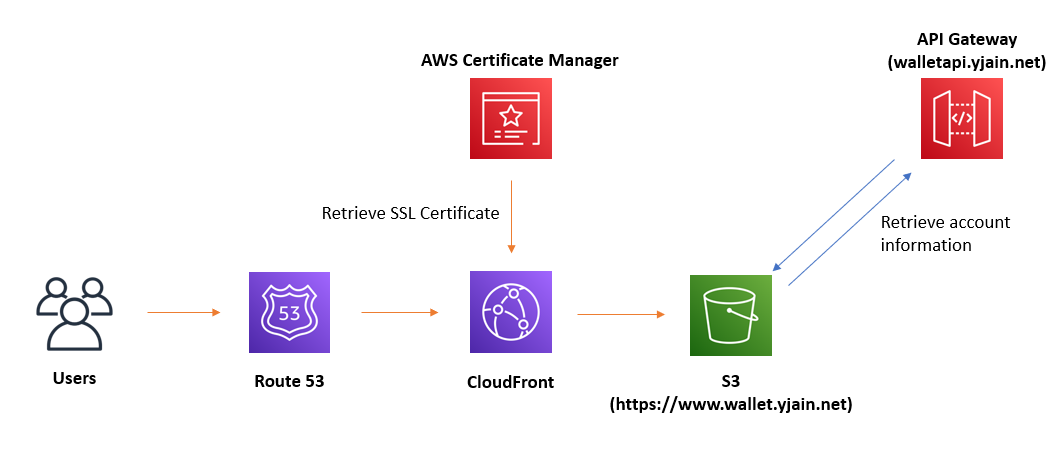 API Gateway
(walletapi.yjain.net)
AWS Certificate Manager
</>
Retrieve SSL Certificate
Retrieve account
information
53
Users
Route 53
CloudFront
S3
(https://www.wallet.yjain.net)